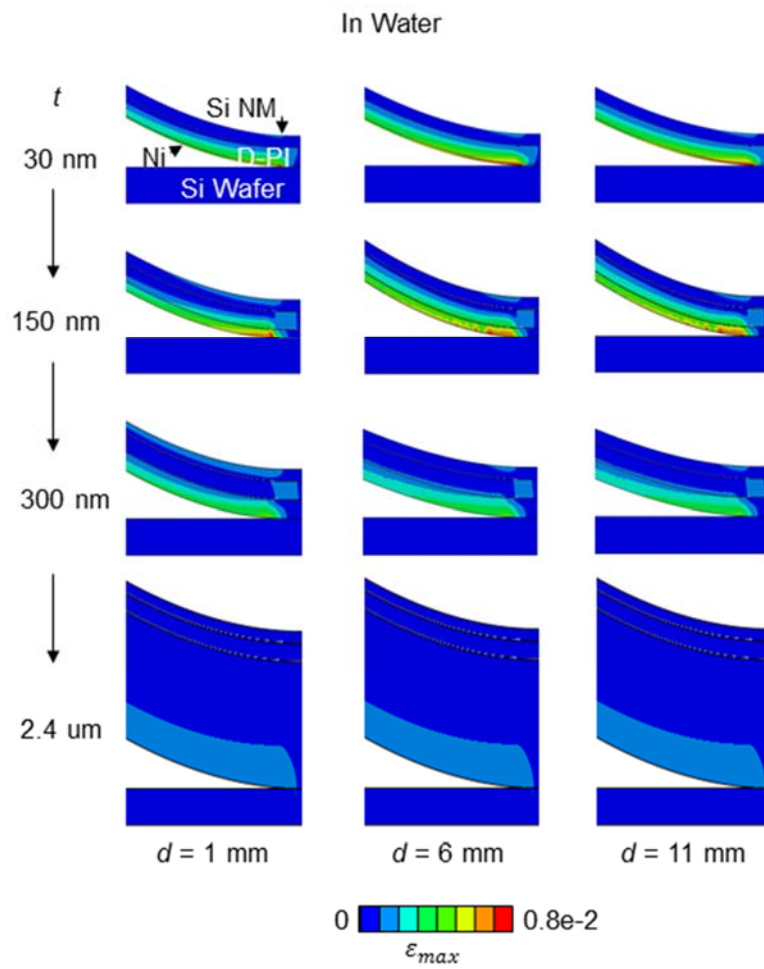 In Water
t
Si NM
30 nm
Ni
D-PI
Si Wafer
150 nm
300 nm
2.4 um
d = 1 mm
d = 6 mm
d = 11 mm
0
0.8e-2
εmax